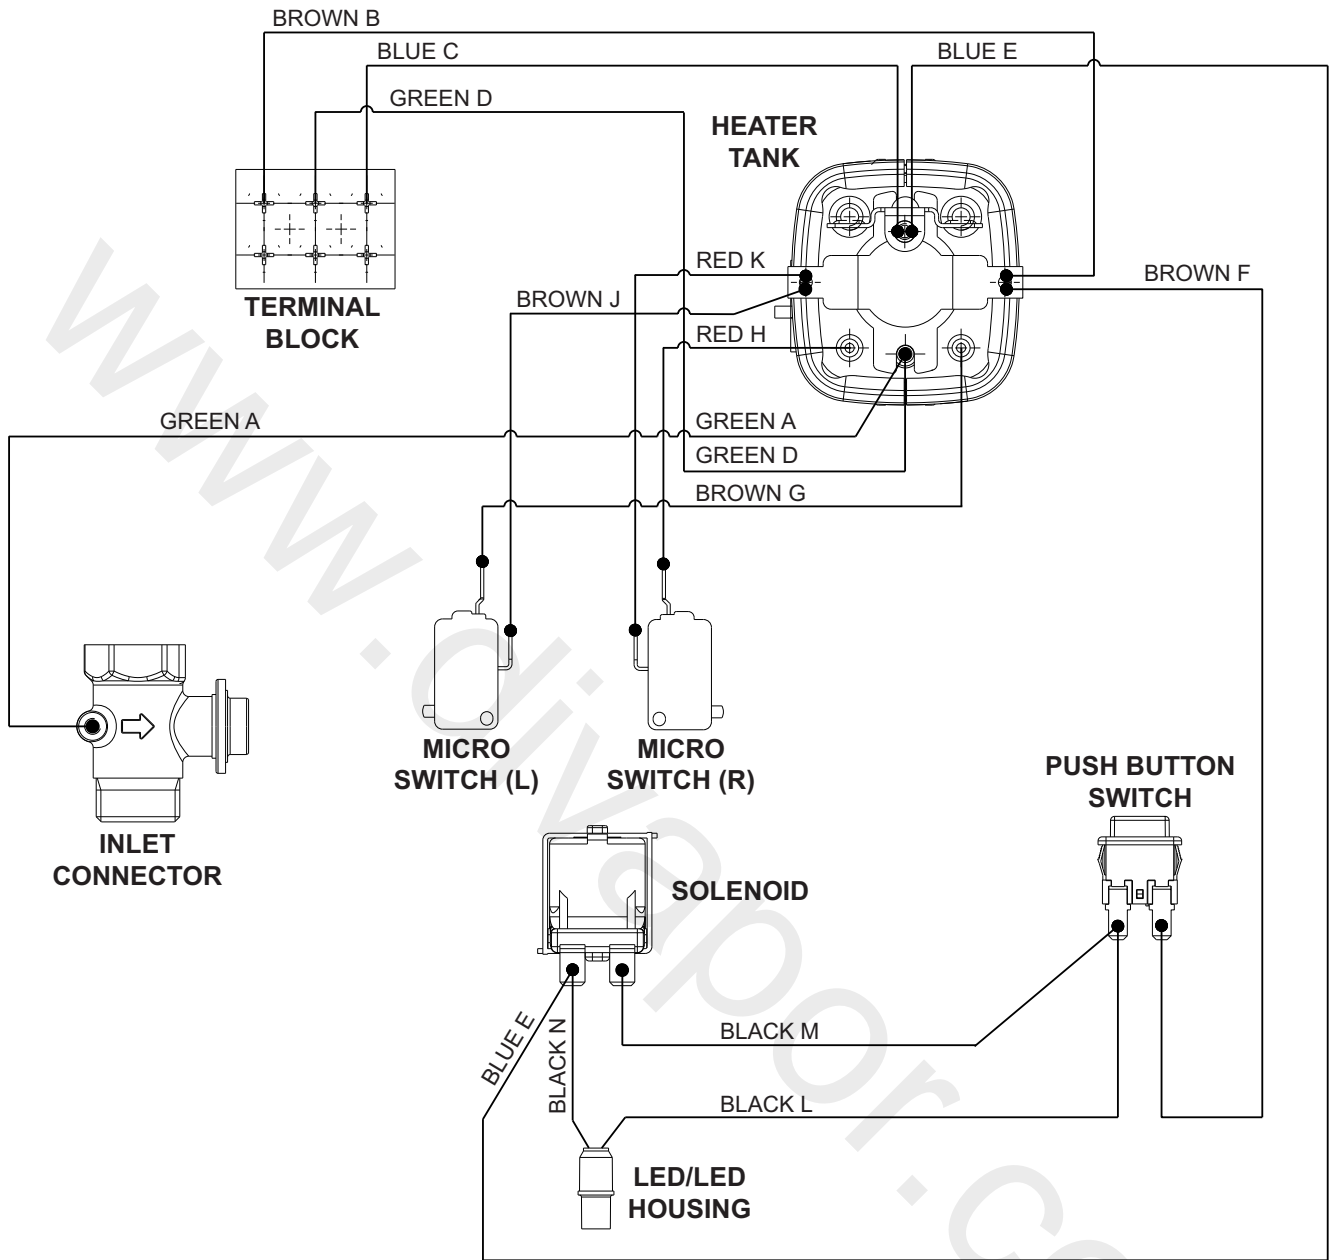 BROWN B
BLUE C
BLUE E
GREEN D
HEATER
TANK
RED K
BROWN F
BROWN J
TERMINAL
BLOCK
RED H
GREEN A
GREEN A
GREEN D
BROWN G
MICRO
SWITCH (L)
MICRO
SWITCH (R)
PUSH BUTTON
SWITCH
INLET
CONNECTOR
SOLENOID
BLUE E
BLACK N
BLACK M
BLACK L
LED/LED
HOUSING
www.divapor.co